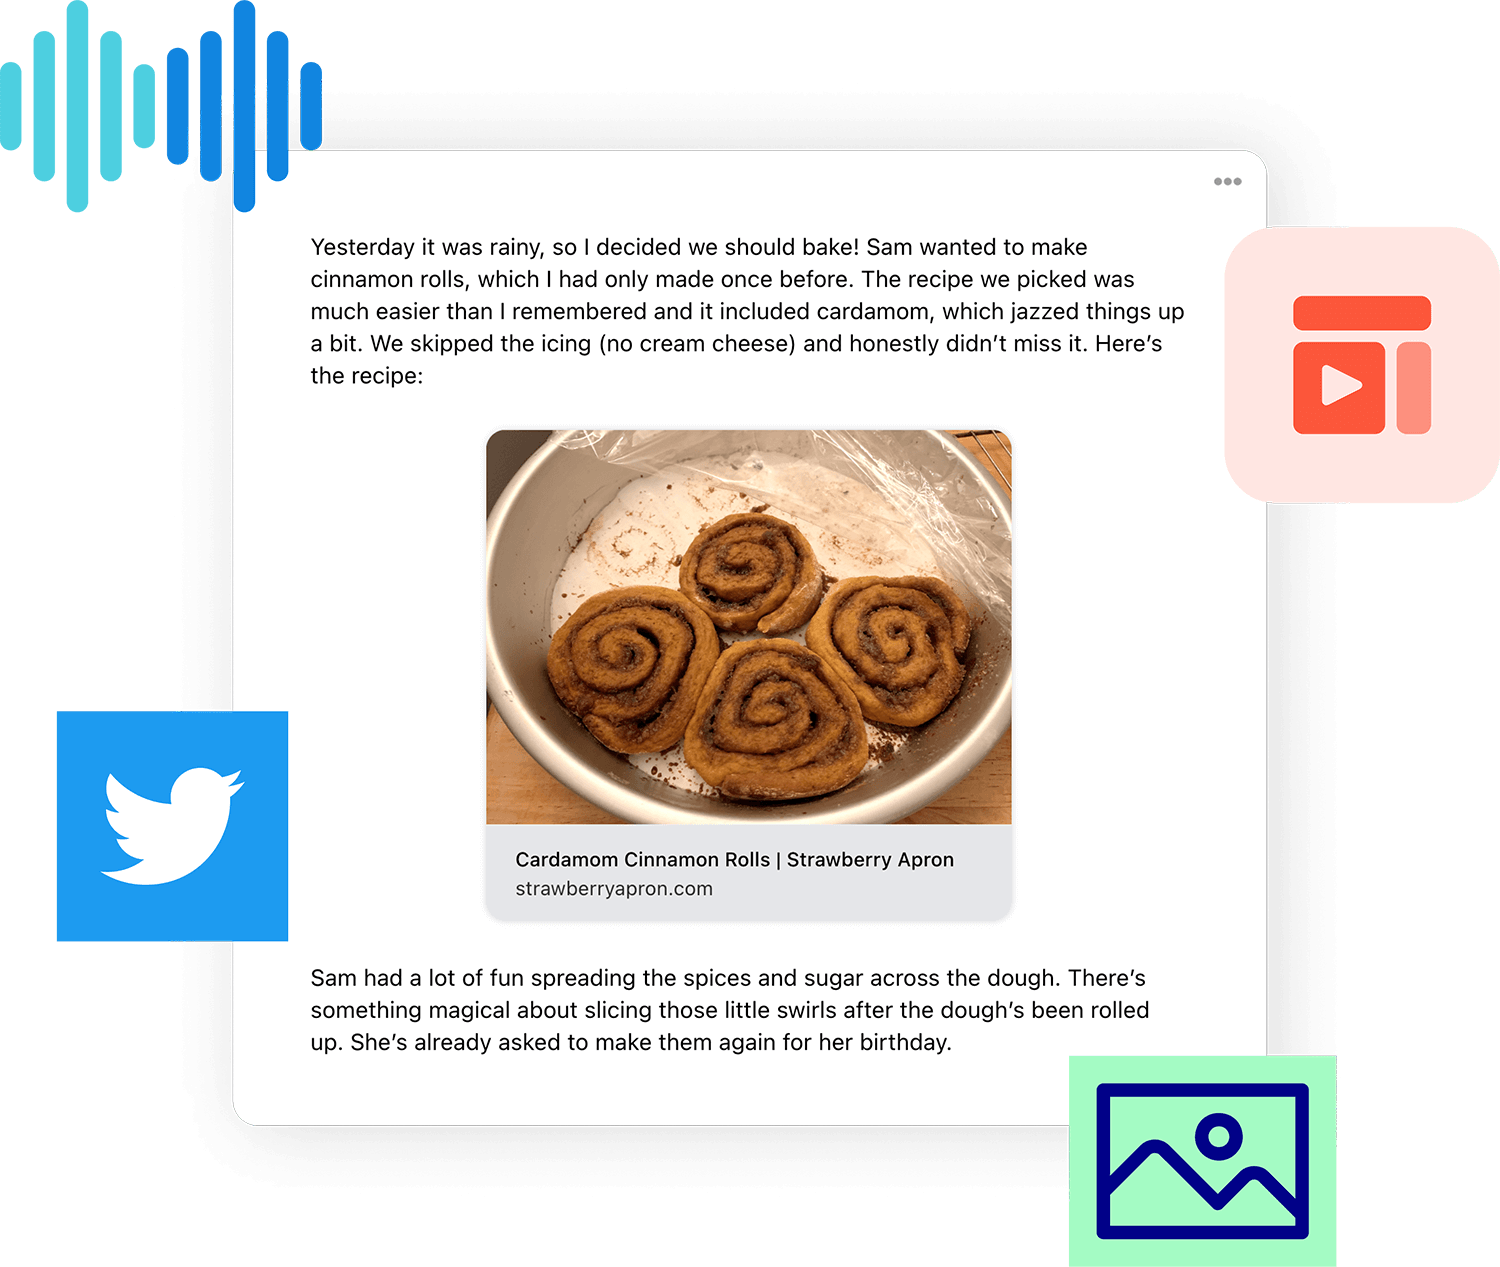 Yesterday it was rainy, so I decided we should bake! Sam wanted to make
cinnamon rolls, which I had only made once before. The recipe we picked was
much easier than I remembered and it included cardamom, which jazzed things up
a bit. We skipped the icing (no cream cheese) and honestly didn’t miss it. Here’s
the recipe:
Cardamom Cinnamon Rolls | Strawberry Apron
strawberryapron.com
Sam had a lot of fun spreading the spices and sugar across the dough. There’s
something magical about slicing those little swirls after the dough’s been rolled
up. She’s already asked to make them again for her birthday.